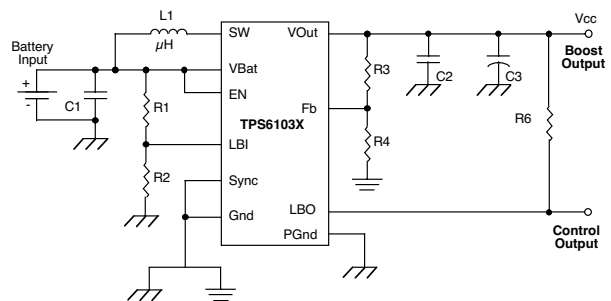 L1
µH
Vcc
Battery
Input
SW
VOut
Boost
Output
+
-
C1
VBat
EN
R1
R3
C2
C3
Fb
TPS6103X
R6
LBI
R4
R2
Sync
Gnd
LBO
PGnd
Control
Output